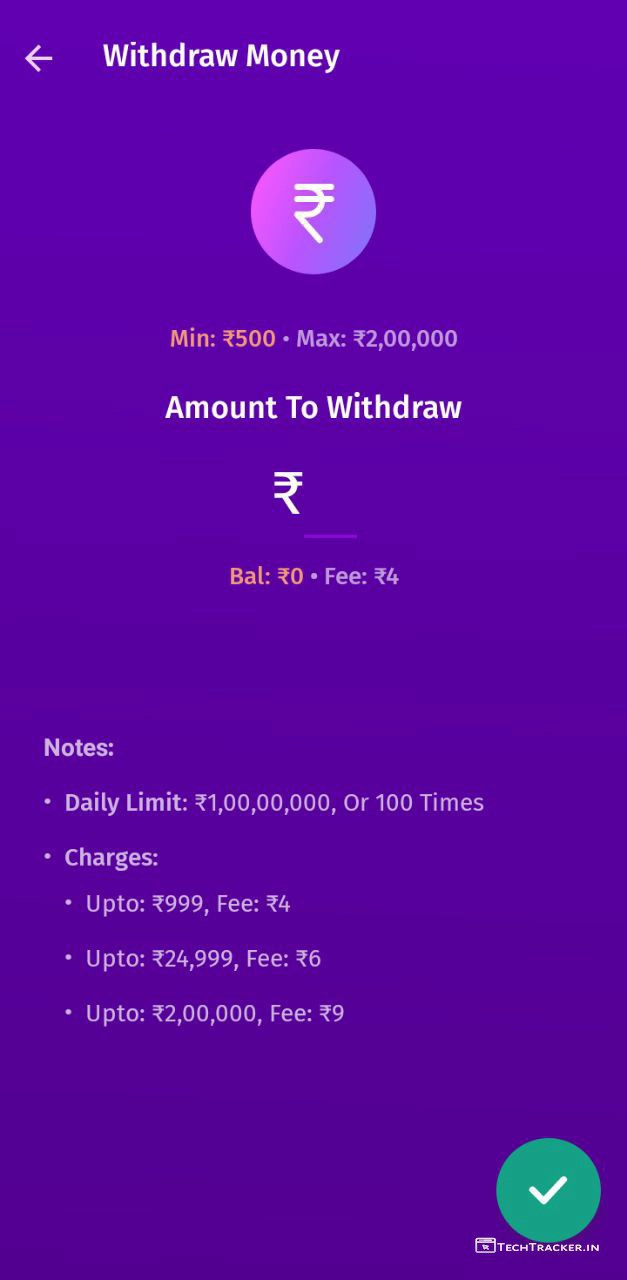 Withdraw Money
₹
Min: ₹500 • Max: ₹2,00,000
Amount To Withdraw
₹
Bal: ₹0 • Fee: ₹4
Notes:
• Daily Limit: ₹1,00,00,000, Or 100 Times
• Charges:
• Upto: ₹999, Fee: ₹4
• Upto: ₹24,999, Fee: ₹6
• Upto: ₹2,00,000, Fee: ₹9
TECHTRACKER.IN